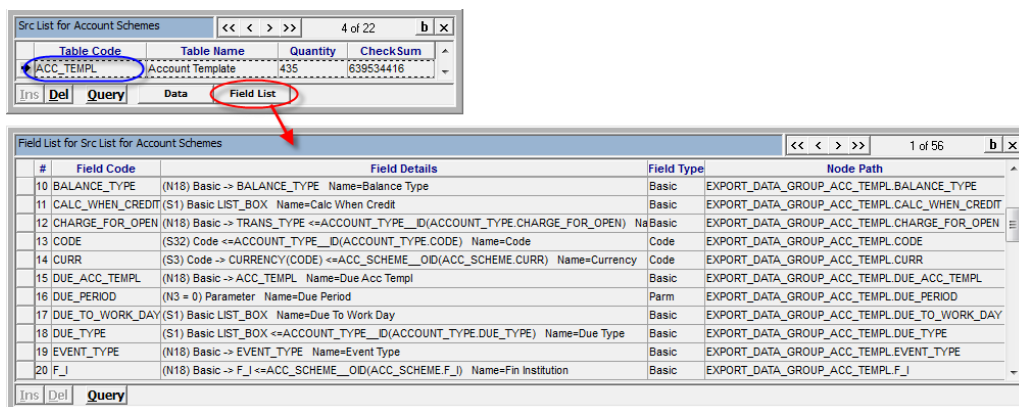 Src List for Account Schemes << < > >> 4 of 22 b x
Table Code Table Name Quantity CheckSum
ACC_TEMPL Account Template 435 639534416
Ins Del Query Data Field List
Field List for Src List for Account Schemes << < > >> 1 of 56 b x
# Field Code Field Details Field Type Node Path
10 BALANCE_TYPE (N18) Basic -> BALANCE_TYPE Name=Balance Type Basic EXPORT_DATA_GROUP_ACC_TEMPL.BALANCE_TYPE
11 CALC_WHEN_CREDIT (S1) Basic LIST_BOX Name=Calc When Credit Basic EXPORT_DATA_GROUP_ACC_TEMPL.CALC_WHEN_CREDIT
12 CHARGE_FOR_OPEN (N18) Basic -> TRANS_TYPE <=ACCOUNT_TYPE__ID(ACCOUNT_TYPE.CHARGE_FOR_OPEN) Na Basic EXPORT_DATA_GROUP_ACC_TEMPL.CHARGE_FOR_OPEN
13 CODE (S32) Code <=ACCOUNT_TYPE__ID(ACCOUNT_TYPE.CODE) Name=Code Code EXPORT_DATA_GROUP_ACC_TEMPL.CODE
14 CURR (S3) Code -> CURRENCY(CODE) <=ACC_SCHEME__OID(ACC_SCHEME.CURR) Name=Currency Code EXPORT_DATA_GROUP_ACC_TEMPL.CURR
15 DUE_ACC_TEMPL (N18) Basic -> ACC_TEMPL Name=Due Acc Templ Basic EXPORT_DATA_GROUP_ACC_TEMPL.DUE_ACC_TEMPL
16 DUE_PERIOD (N3 = 0) Parameter Name=Due Period Parm EXPORT_DATA_GROUP_ACC_TEMPL.DUE_PERIOD
17 DUE_TO_WORK_DAY (S1) Basic LIST_BOX Name=Due To Work Day Basic EXPORT_DATA_GROUP_ACC_TEMPL.DUE_TO_WORK_DAY
18 DUE_TYPE (S1) Basic LIST_BOX <=ACCOUNT_TYPE__ID(ACCOUNT_TYPE.DUE_TYPE) Name=Due Type Basic EXPORT_DATA_GROUP_ACC_TEMPL.DUE_TYPE
19 EVENT_TYPE (N18) Basic -> EVENT_TYPE Name=Event Type Basic EXPORT_DATA_GROUP_ACC_TEMPL.EVENT_TYPE
20 F_I (N18) Basic -> F_I <=ACC_SCHEME__OID(ACC_SCHEME.F_I) Name=Fin Institution Basic EXPORT_DATA_GROUP_ACC_TEMPL.F_I
Ins Del Query